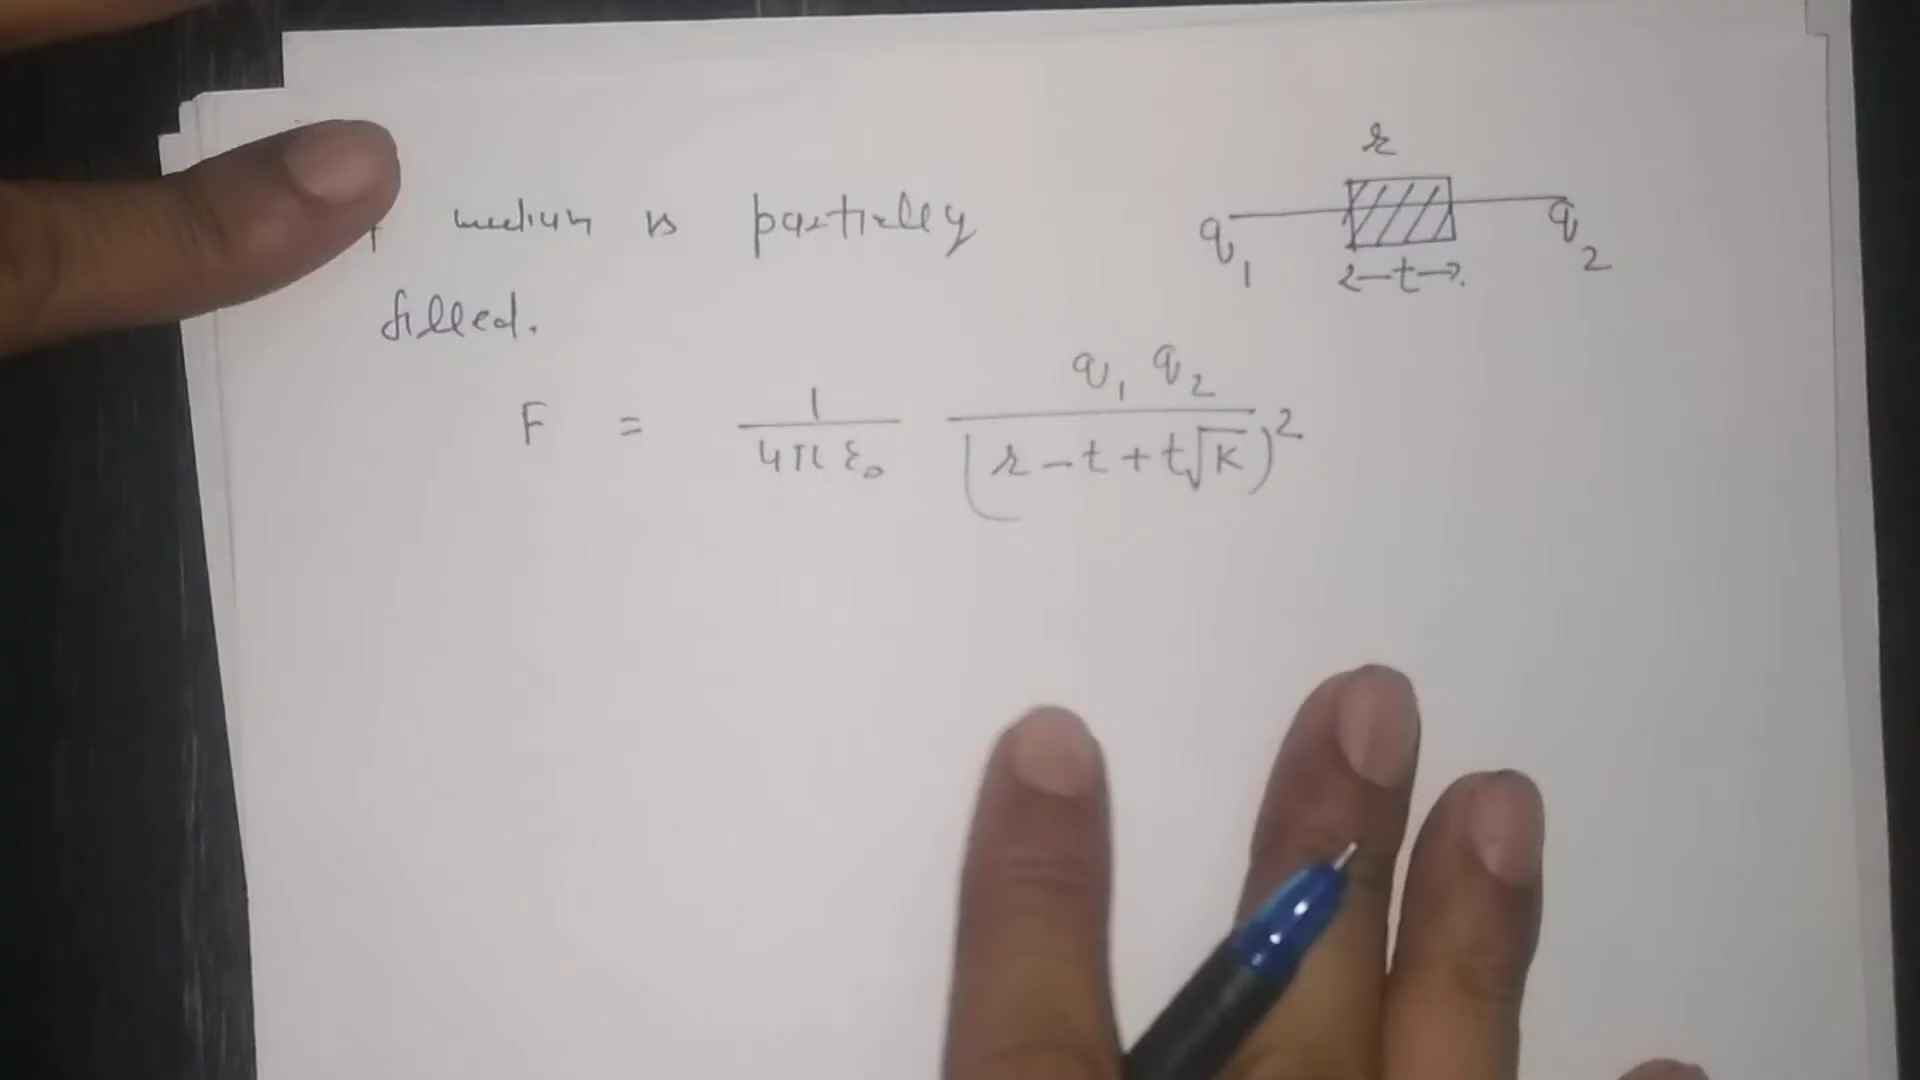 medium is partially
filled.
r
q₁ q₂
←t→
F = 1/(4πε₀) q₁ q₂/(r-t+t√K)²